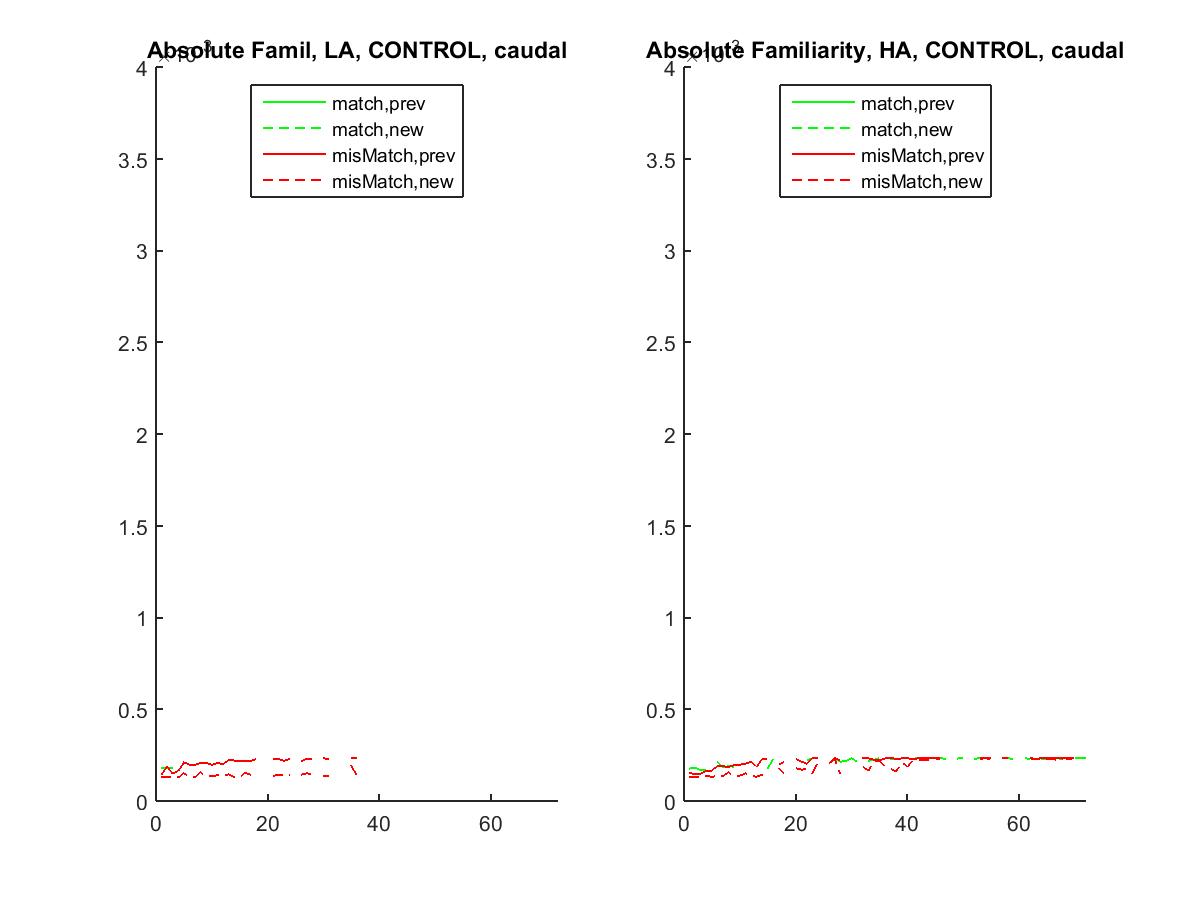 Absolute Famil, LA, CONTROL, caudal
match,prev
match,new
misMatch,prev
misMatch,new
4
3.5
3
2.5
2
1.5
1
0.5
0
0
20
40
60
Absolute Familiarity, HA, CONTROL, caudal
match,prev
match,new
misMatch,prev
misMatch,new
4
3.5
3
2.5
2
1.5
1
0.5
0
0
20
40
60